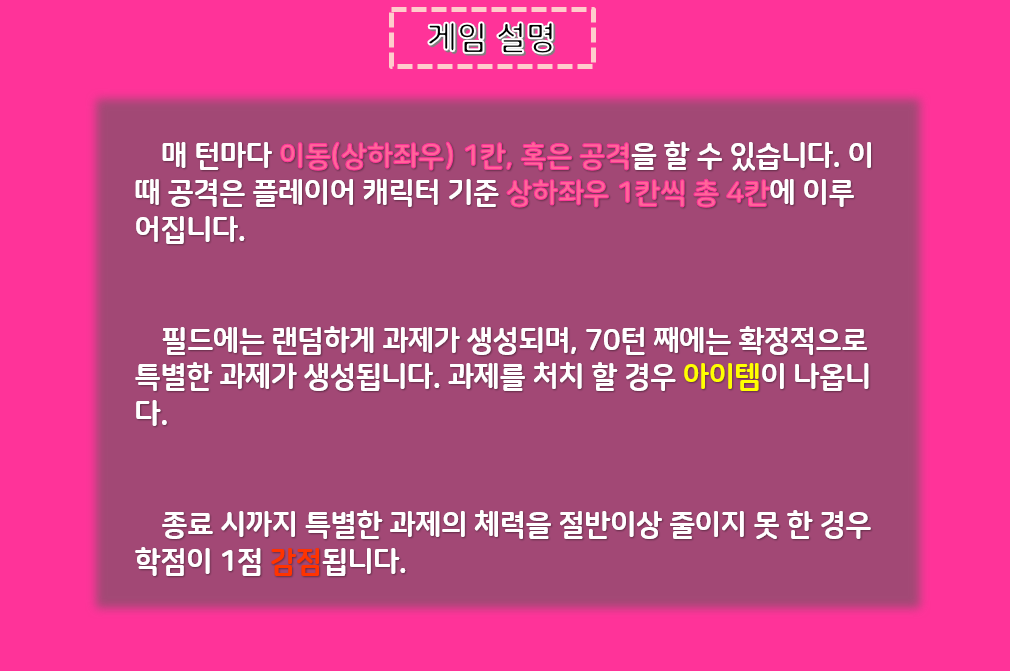 게임 설명
매 턴마다 이동(상하좌우) 1칸, 혹은 공격을 할 수 있습니다. 이
때 공격은 플레이어 캐릭터 기준 상하좌우 1칸씩 총 4칸에 이루
어집니다.
필드에는 랜덤하게 과제가 생성되며, 70턴 째에는 확정적으로
특별한 과제가 생성됩니다. 과제를 처치 할 경우 아이템이 나옵니
다.
종료 시까지 특별한 과제의 체력을 절반이상 줄이지 못 한 경우
학점이 1점 감점됩니다.